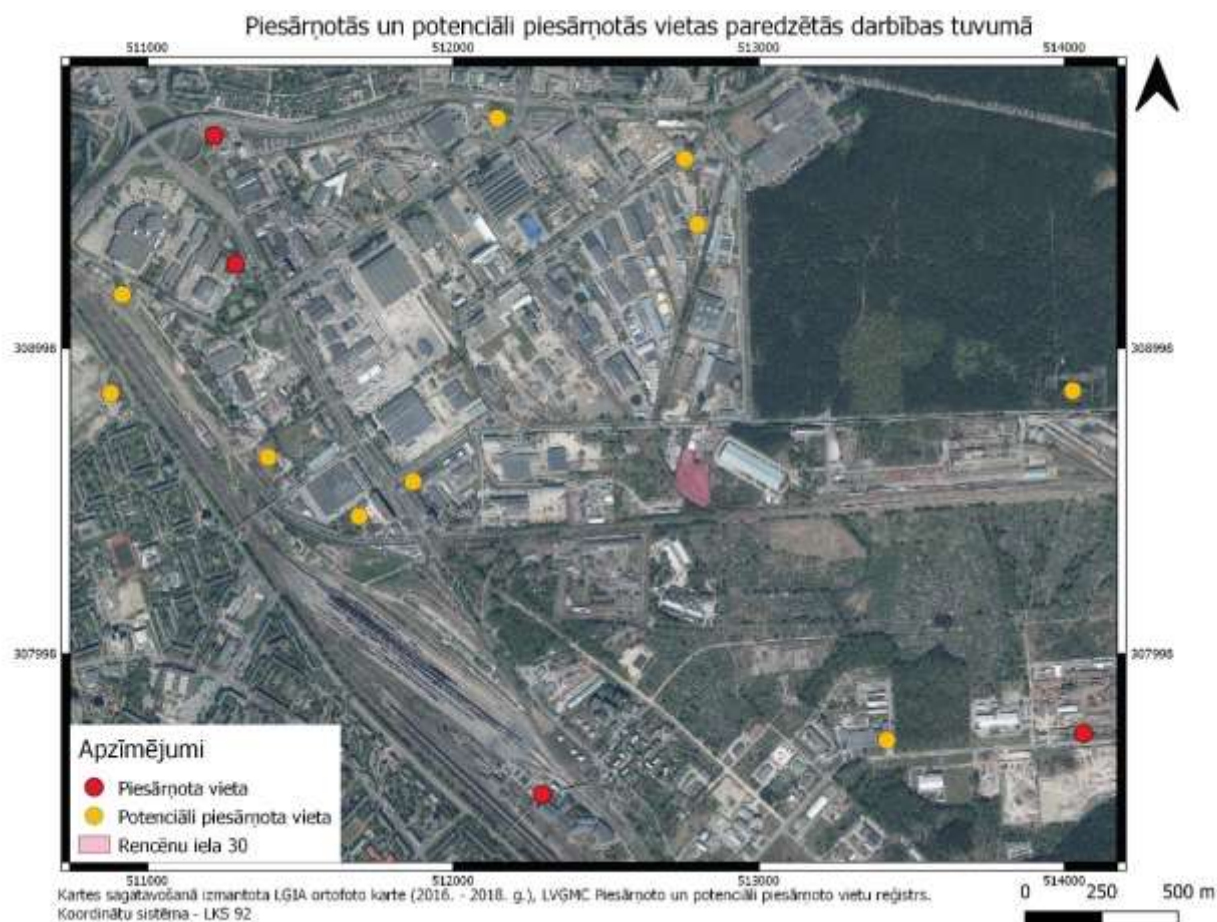 Piesārņotās un potenciāli piesārņotās vietas paredzētās darbības tuvumā
511000 512000 513000 514000
308998 308998
307998 307998
Apzīmējumi
Piesārņota vieta
Potenciāli piesārņota vieta
Rencēnu iela 30
511000 512000 513000 514000
Kartes sagatavošanā izmantota LĢIA ortofoto karte (2016. - 2018. g.), LVGMC Piesārņoto un potenciāli piesārņoto vietu reģistrs.
Koordinātu sistēma - LKS 92
0 250 500 m